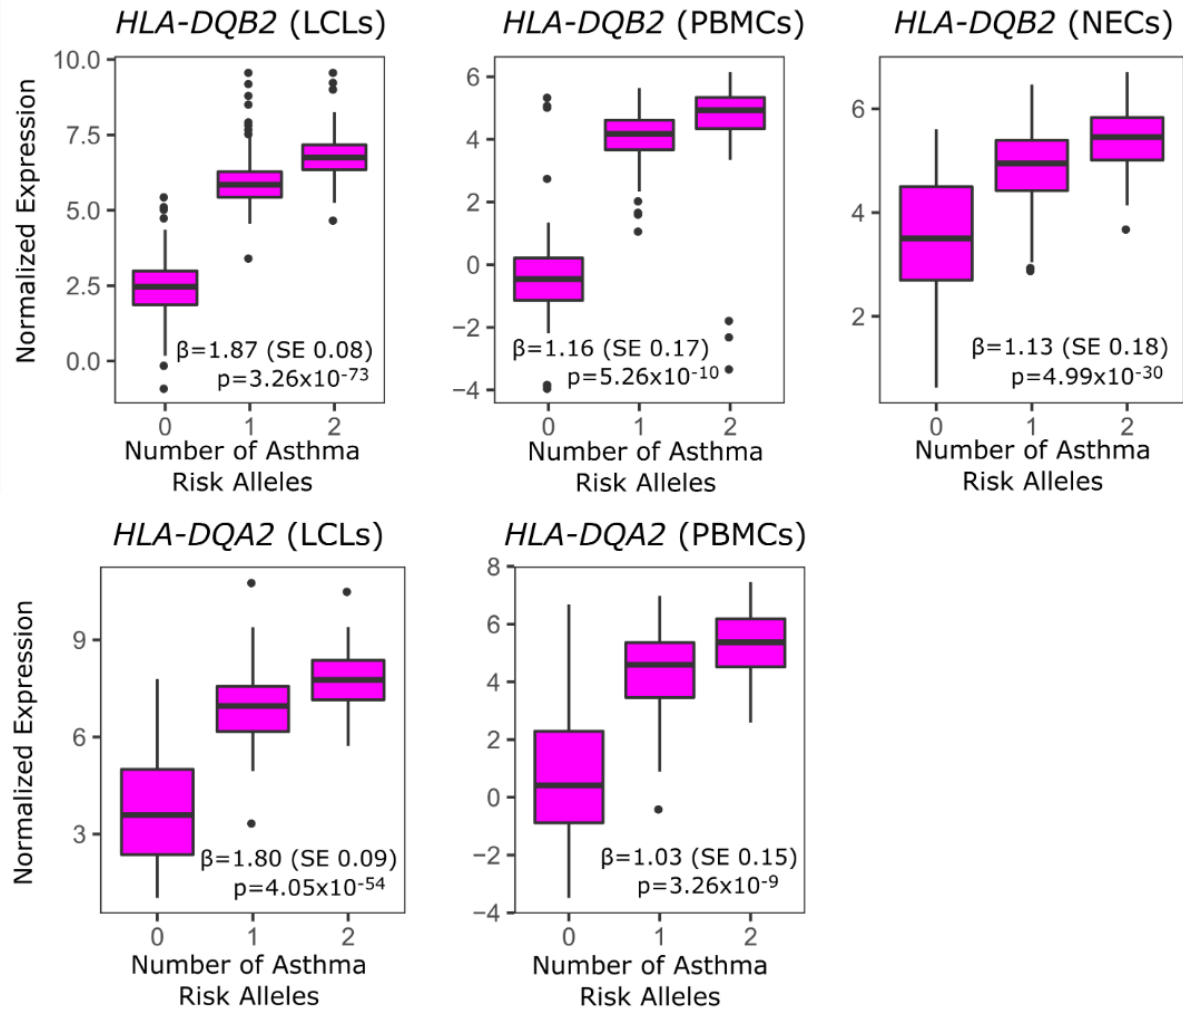 HLA-DQB2 (LCLs)
HLA-DQB2 (PBMCs)
HLA-DQB2 (NECs)
Normalized Expression
10.0
7.5
5.0
2.5
0.0
β=1.87 (SE 0.08)
p=3.26x10-73
0 1 2
Number of Asthma
Risk Alleles
6
4
2
0
−2
−4
β=1.16 (SE 0.17)
p=5.26x10-10
0 1 2
Number of Asthma
Risk Alleles
6
4
2
β=1.13 (SE 0.18)
p=4.99x10-30
0 1 2
Number of Asthma
Risk Alleles
HLA-DQA2 (LCLs)
HLA-DQA2 (PBMCs)
Normalized Expression
9
6
3
β=1.80 (SE 0.09)
p=4.05x10-54
0 1 2
Number of Asthma
Risk Alleles
8
6
4
2
0
−2
−4
β=1.03 (SE 0.15)
p=3.26x10-9
0 1 2
Number of Asthma
Risk Alleles